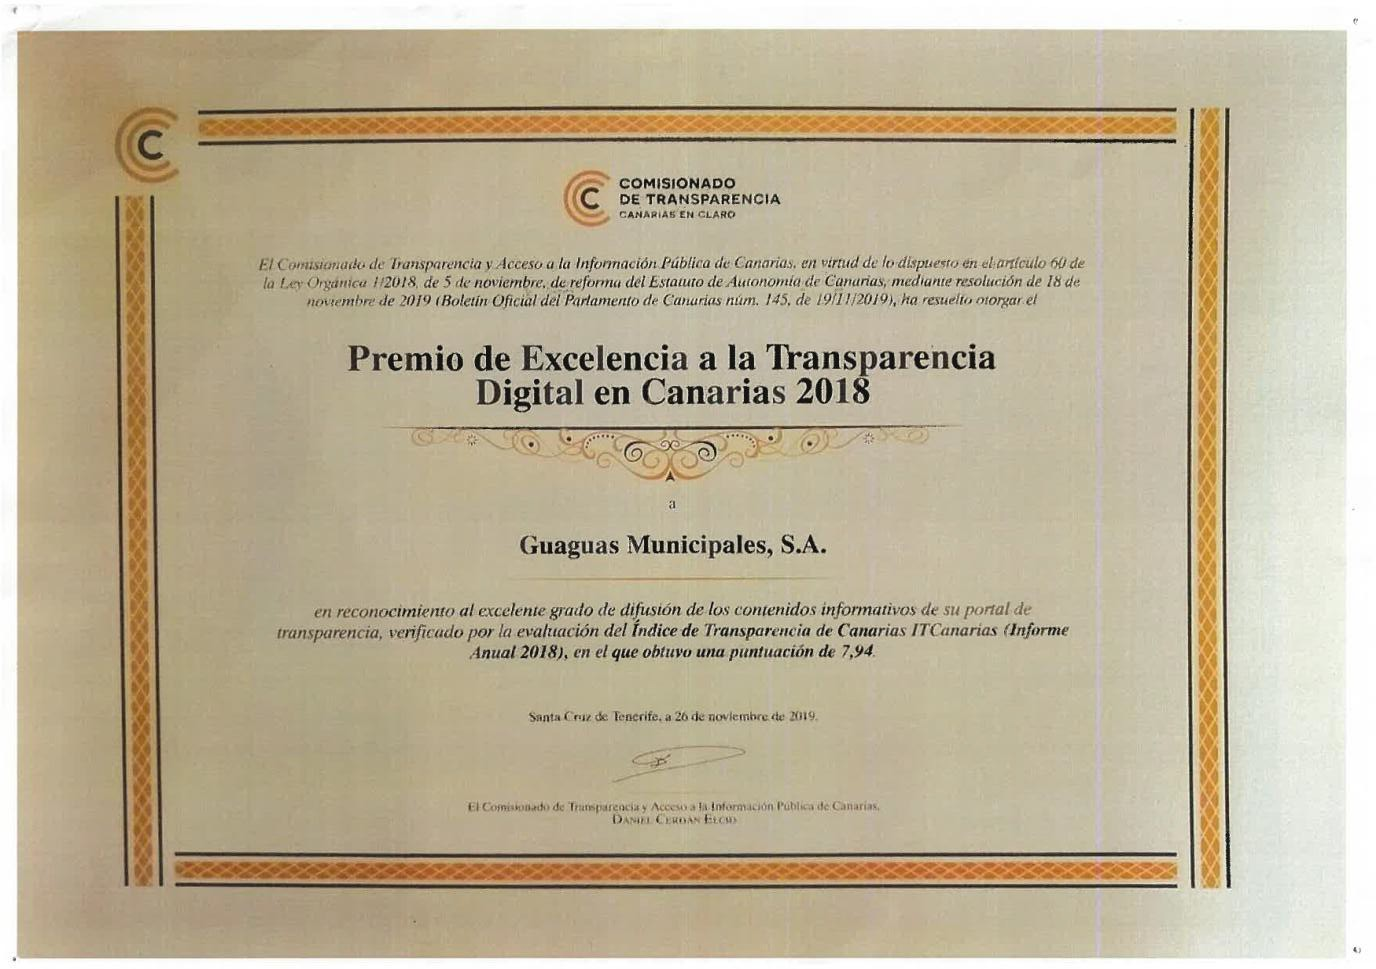 C
C COMISIONADO
DE TRANSPARENCIA
CANARIAS EN CLARO
El Comisionado de Transparencia y Acceso a la Información Pública de Canarias, en virtud de lo dispuesto en el artículo 60 de
la Ley Orgánica 1/2018, de 5 de noviembre, de reforma del Estatuto de Autonomía de Canarias, mediante resolución de 18 de
noviembre de 2019 (Boletín Oficial del Parlamento de Canarias núm. 145, de 19/11/2019), ha resuelto otorgar el
Premio de Excelencia a la Transparencia
Digital en Canarias 2018
a
Guaguas Municipales, S.A.
en reconocimiento al excelente grado de difusión de los contenidos informativos de su portal de
transparencia, verificado por la evaluación del Índice de Transparencia de Canarias ITCanarias (Informe
Anual 2018), en el que obtuvo una puntuación de 7,94.
Santa Cruz de Tenerife, a 26 de noviembre de 2019.
El Comisionado de Transparencia y Acceso a la Información Pública de Canarias,
DANIEL CERDÁN ELCID